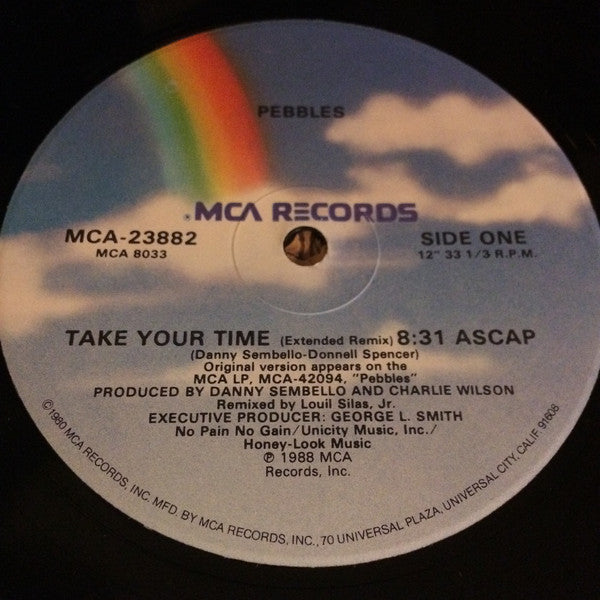 PEBBLES
®MCA RECORDS
MCA-23882
MCA 8033
SIDE ONE
12" 33 1/3 R.P.M.
TAKE YOUR TIME (Extended Remix) 8:31 ASCAP
(Danny Sembello-Donnell Spencer)
Original version appears on the
MCA LP, MCA-42094, "Pebbles"
PRODUCED BY DANNY SEMBELLO AND CHARLIE WILSON
Remixed by Louil Silas, Jr.
EXECUTIVE PRODUCER: GEORGE L. SMITH
No Pain No Gain/Unicity Music, Inc./
Honey-Look Music
℗ 1988 MCA
Records, Inc.
©1980 MCA RECORDS, INC. MFD. BY MCA RECORDS, INC., 70 UNIVERSAL PLAZA, UNIVERSAL CITY, CALIF. 91608